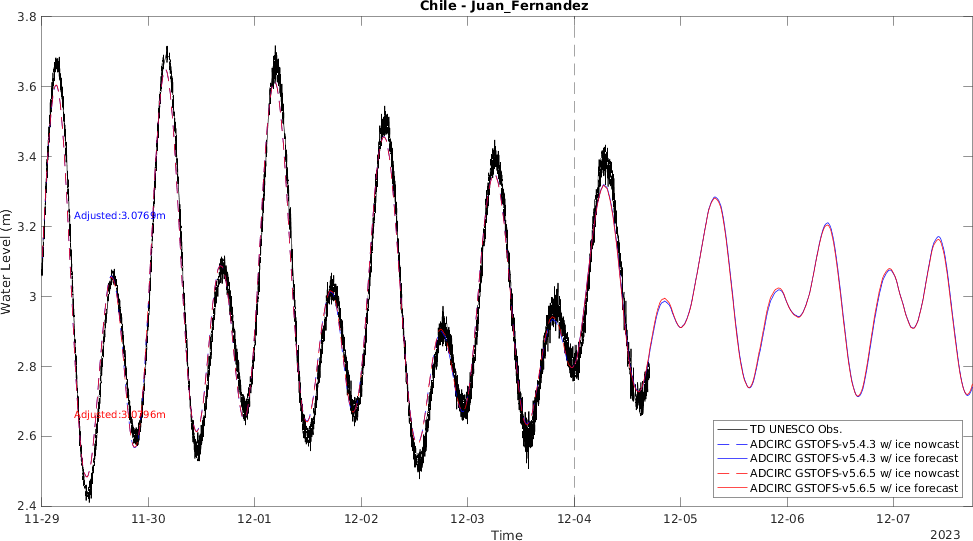 Chile - Juan_Fernandez
3.8
3.6
3.4
3.2
3
2.8
2.6
2.4
Water Level (m)
Adjusted:3.0769m
Adjusted:3.0796m
TD UNESCO Obs.
ADCIRC GSTOFS-v5.4.3 w/ ice nowcast
ADCIRC GSTOFS-v5.4.3 w/ ice forecast
ADCIRC GSTOFS-v5.6.5 w/ ice nowcast
ADCIRC GSTOFS-v5.6.5 w/ ice forecast
11-29 11-30 12-01 12-02 12-03 12-04 12-05 12-06 12-07
Time
2023